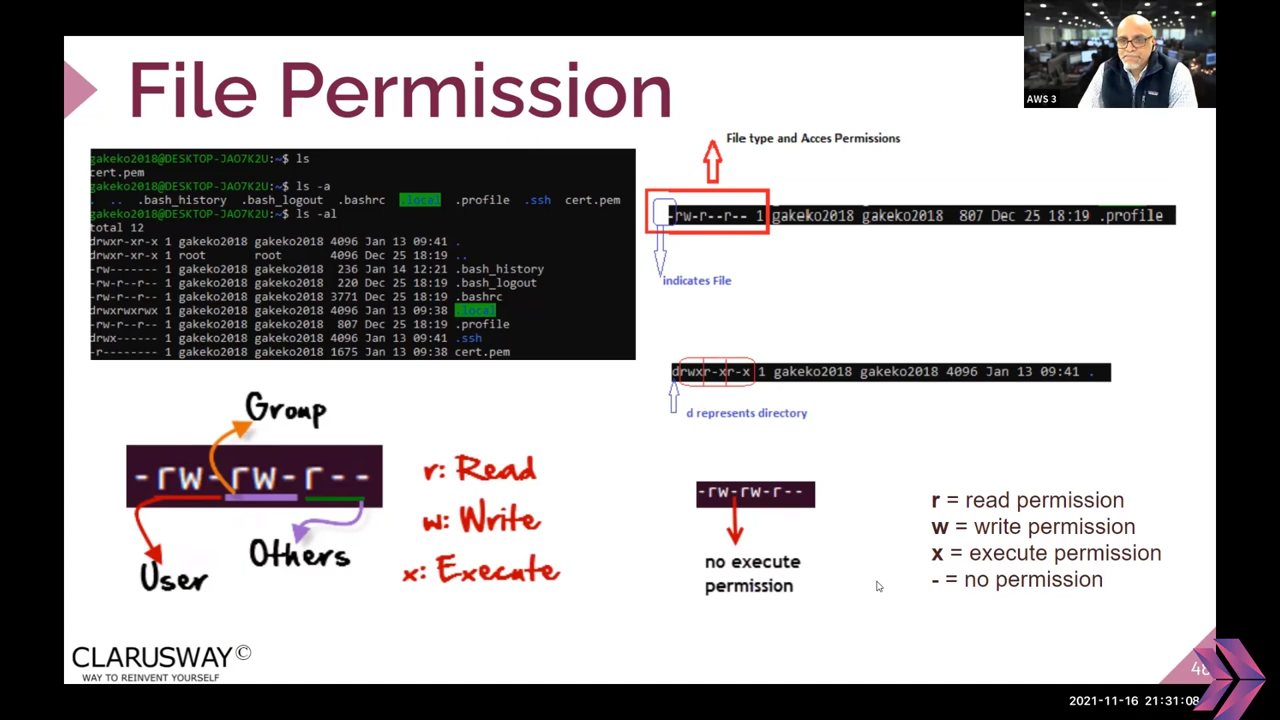 AWS 3
File Permission
gakeko2018@DESKTOP-JAO7K2U:~$ ls
cert.pem
gakeko2018@DESKTOP-JAO7K2U:~$ ls -a
. .. .bash_history .bash_logout .bashrc .local .profile .ssh cert.pem
gakeko2018@DESKTOP-JAO7K2U:~$ ls -al
total 12
drwxr-xr-x 1 gakeko2018 gakeko2018 4096 Jan 13 09:41 .
drwxr-xr-x 1 root root 4096 Dec 25 18:19 ..
-rw------- 1 gakeko2018 gakeko2018 236 Jan 14 12:21 .bash_history
-rw-r--r-- 1 gakeko2018 gakeko2018 220 Dec 25 18:19 .bash_logout
-rw-r--r-- 1 gakeko2018 gakeko2018 3771 Dec 25 18:19 .bashrc
drwxrwxrwx 1 gakeko2018 gakeko2018 4096 Jan 13 09:38 .local
-rw-r--r-- 1 gakeko2018 gakeko2018 807 Dec 25 18:19 .profile
drwx------ 1 gakeko2018 gakeko2018 4096 Jan 13 09:41 .ssh
-r-------- 1 gakeko2018 gakeko2018 1675 Jan 13 09:38 cert.pem
File type and Acces Permissions
-rw-r--r-- 1 gakeko2018 gakeko2018 807 Dec 25 18:19 .profile
indicates File
drwxr-xr-x 1 gakeko2018 gakeko2018 4096 Jan 13 09:41 .
d represents directory
Group
-rw-rw-r--
User
Others
r: Read
w: Write
x: Execute
-rw-rw-r--
no execute
permission
r = read permission
w = write permission
x = execute permission
- = no permission
CLARUSWAY©
WAY TO REINVENT YOURSELF
2021-11-16 21:31:08